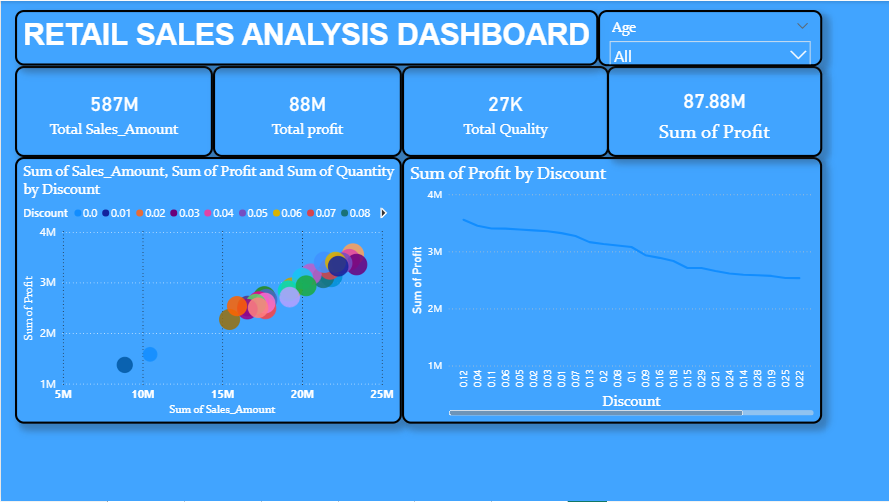 RETAIL SALES ANALYSIS DASHBOARD
Age
All
587M
Total Sales_Amount
88M
Total profit
27K
Total Quality
87.88M
Sum of Profit
Sum of Sales_Amount, Sum of Profit and Sum of Quantity
by Discount
Discount 0.0 0.01 0.02 0.03 0.04 0.05 0.06 0.07 0.08
4M
3M
2M
1M
Sum of Profit
5M 10M 15M 20M 25M
Sum of Sales_Amount
Sum of Profit by Discount
4M
3M
2M
1M
Sum of Profit
0.12 0.04 0.11 0.06 0.05 0.02 0.03 0.01 0.07 0.13 0.2 0.08 0.1 0.09 0.16 0.18 0.15 0.29 0.21 0.24 0.14 0.28 0.19 0.25 0.22
Discount